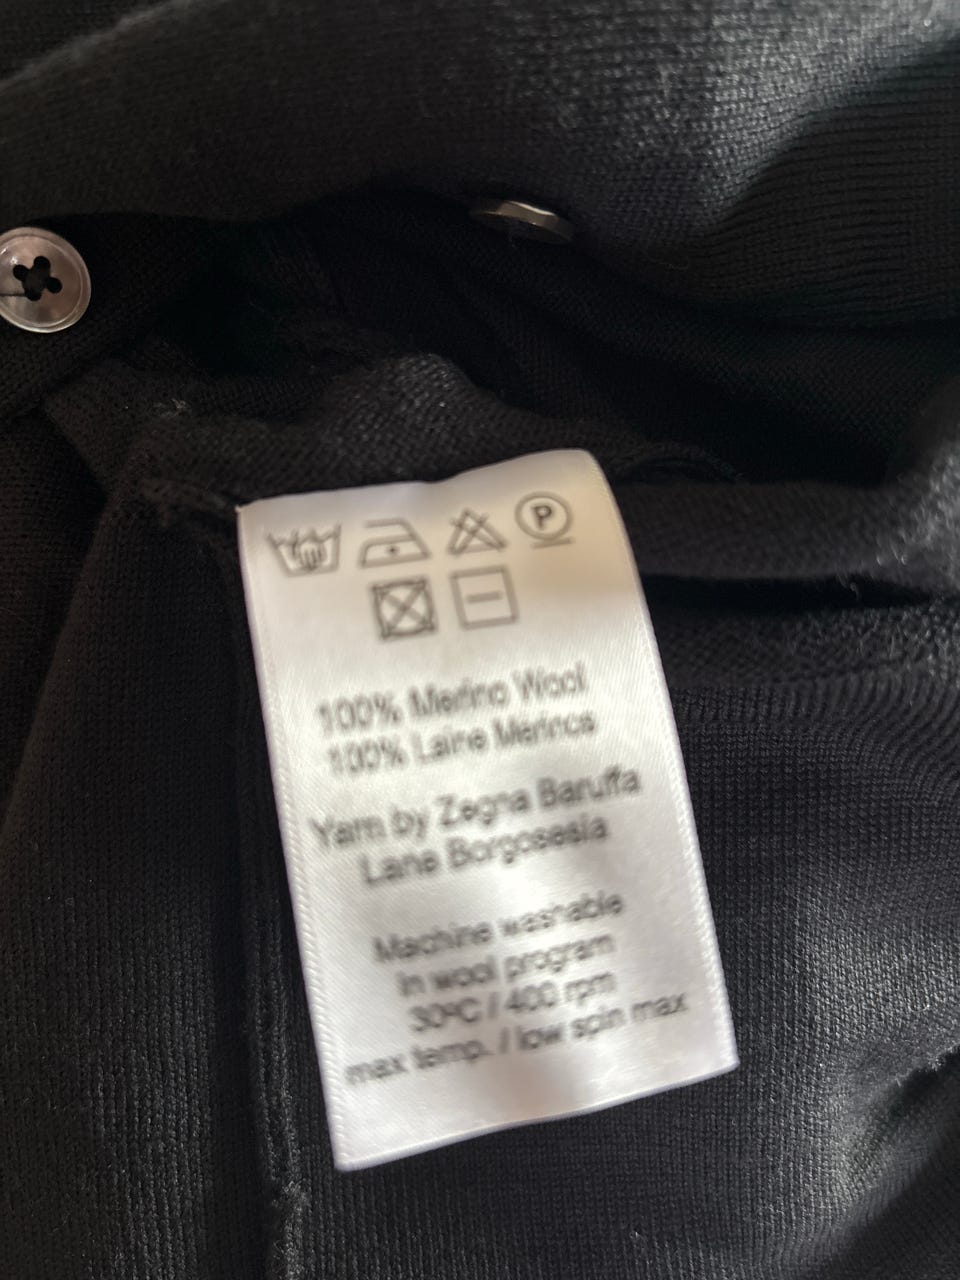 P
100% Merino Wool
100% Laine Mérinos
Yarn by Zegna Baruffa
Lane Borgosesia
Machine washable
in wool program
30ºC / 400 rpm
max temp. / low spin max